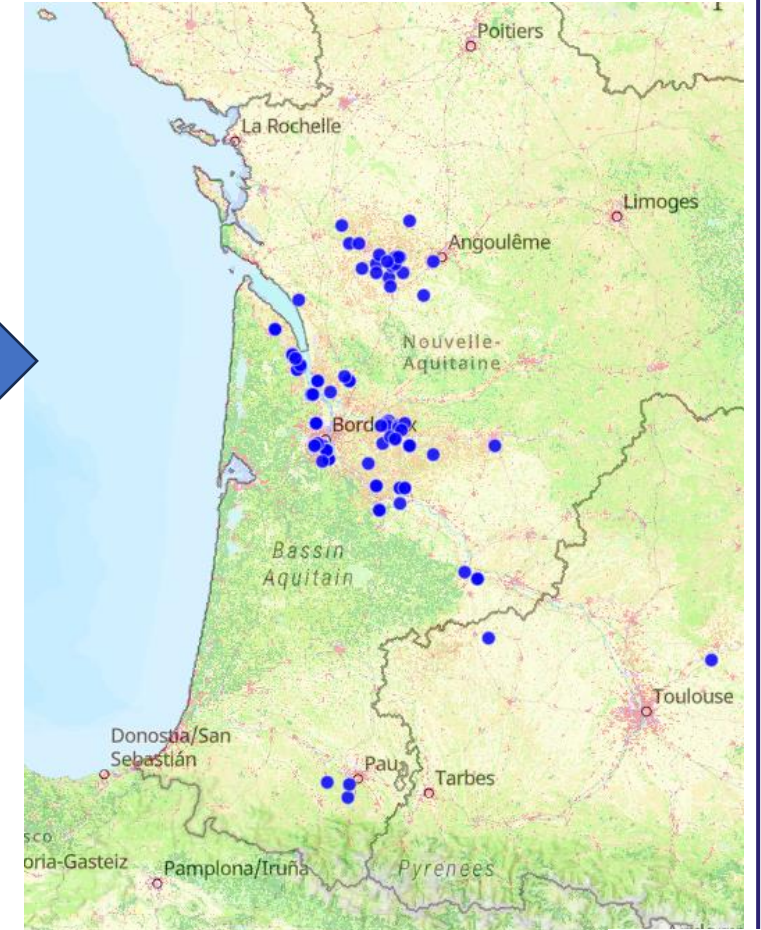 Poitiers
La Rochelle
Limoges
Angoulême
Nouvelle-
Aquitaine
Bassin
Aquitain
Toulouse
Donostia/San
Sebastián
Pau
Tarbes
oria-Gasteiz
Pamplona/Iruña
Pyrenees